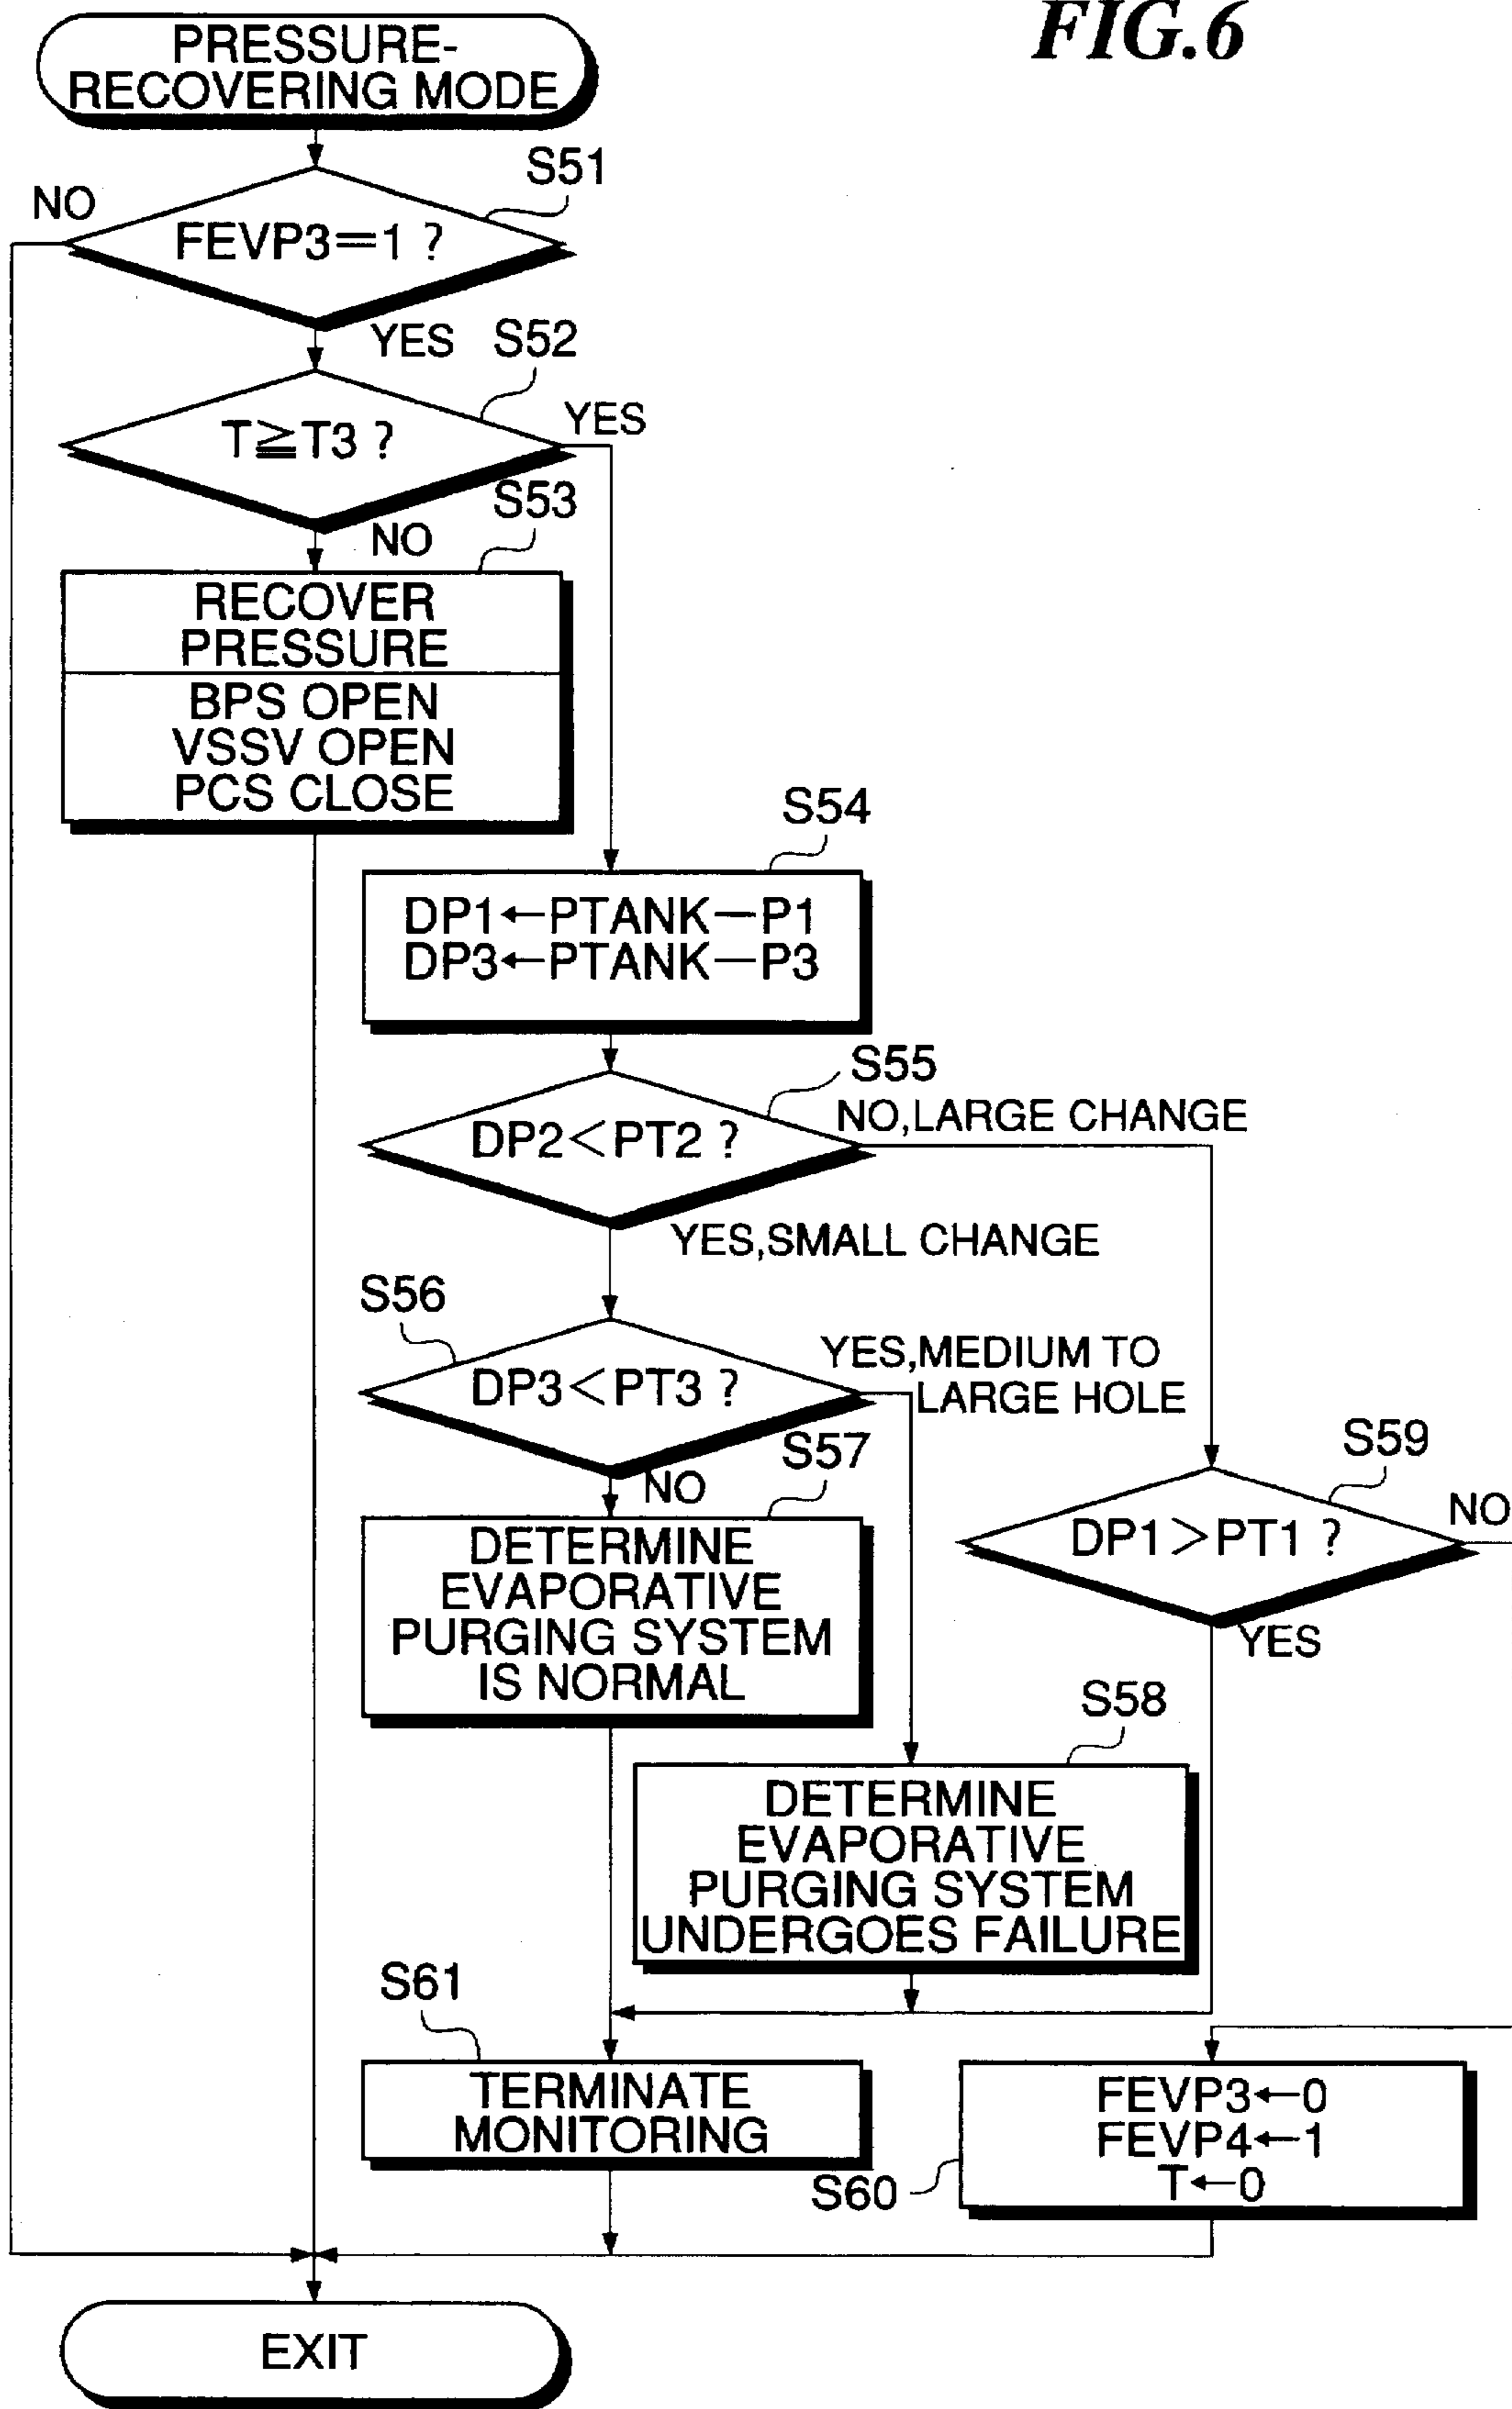 FIG.6
PRESSURE-
RECOVERING MODE
S51
NO
FEVP3=1 ?
YES
S52
T≧T3 ?
YES
S53
NO
RECOVER
PRESSURE
BPS OPEN
VSSV OPEN
PCS CLOSE
S54
DP1←PTANK—P1
DP3←PTANK—P3
S55
DP2<PT2 ?
NO,LARGE CHANGE
YES,SMALL CHANGE
S56
DP3<PT3 ?
YES,MEDIUM TO
LARGE HOLE
S57
NO
DETERMINE
EVAPORATIVE
PURGING SYSTEM
IS NORMAL
S59
DP1>PT1 ?
NO
YES
S58
DETERMINE
EVAPORATIVE
PURGING SYSTEM
UNDERGOES FAILURE
S61
TERMINATE
MONITORING
FEVP3←0
FEVP4←1
T←0
S60
EXIT